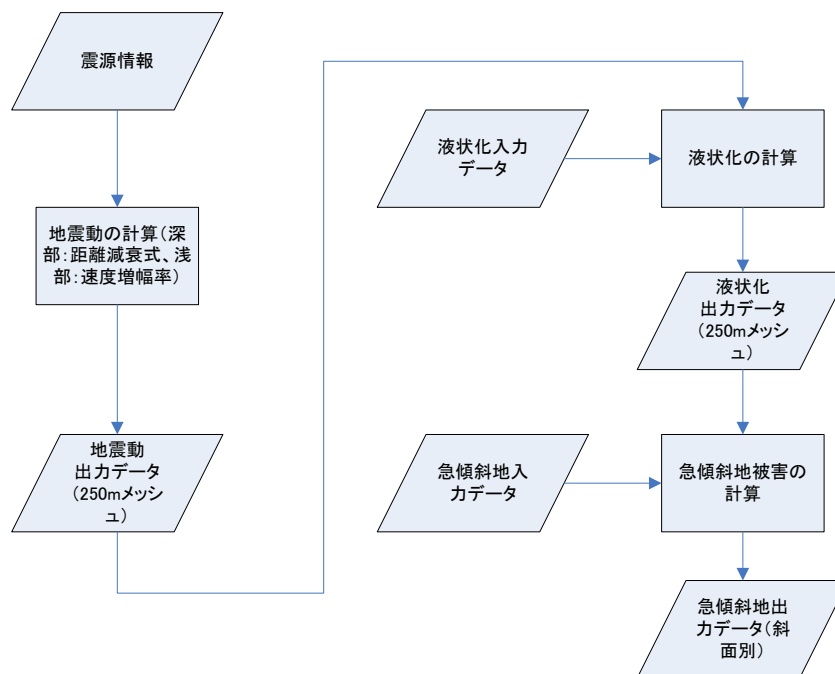 震源情報
地震動の計算(深
部:距離減衰式、浅
部:速度増幅率)
地震動
出力データ
(250mメッシ
ュ)
液状化入力
データ
液状化の計算
液状化
出力データ
(250mメッシ
ュ)
急傾斜地入
力データ
急傾斜地被害の
計算
急傾斜地出
力データ(斜
面別)